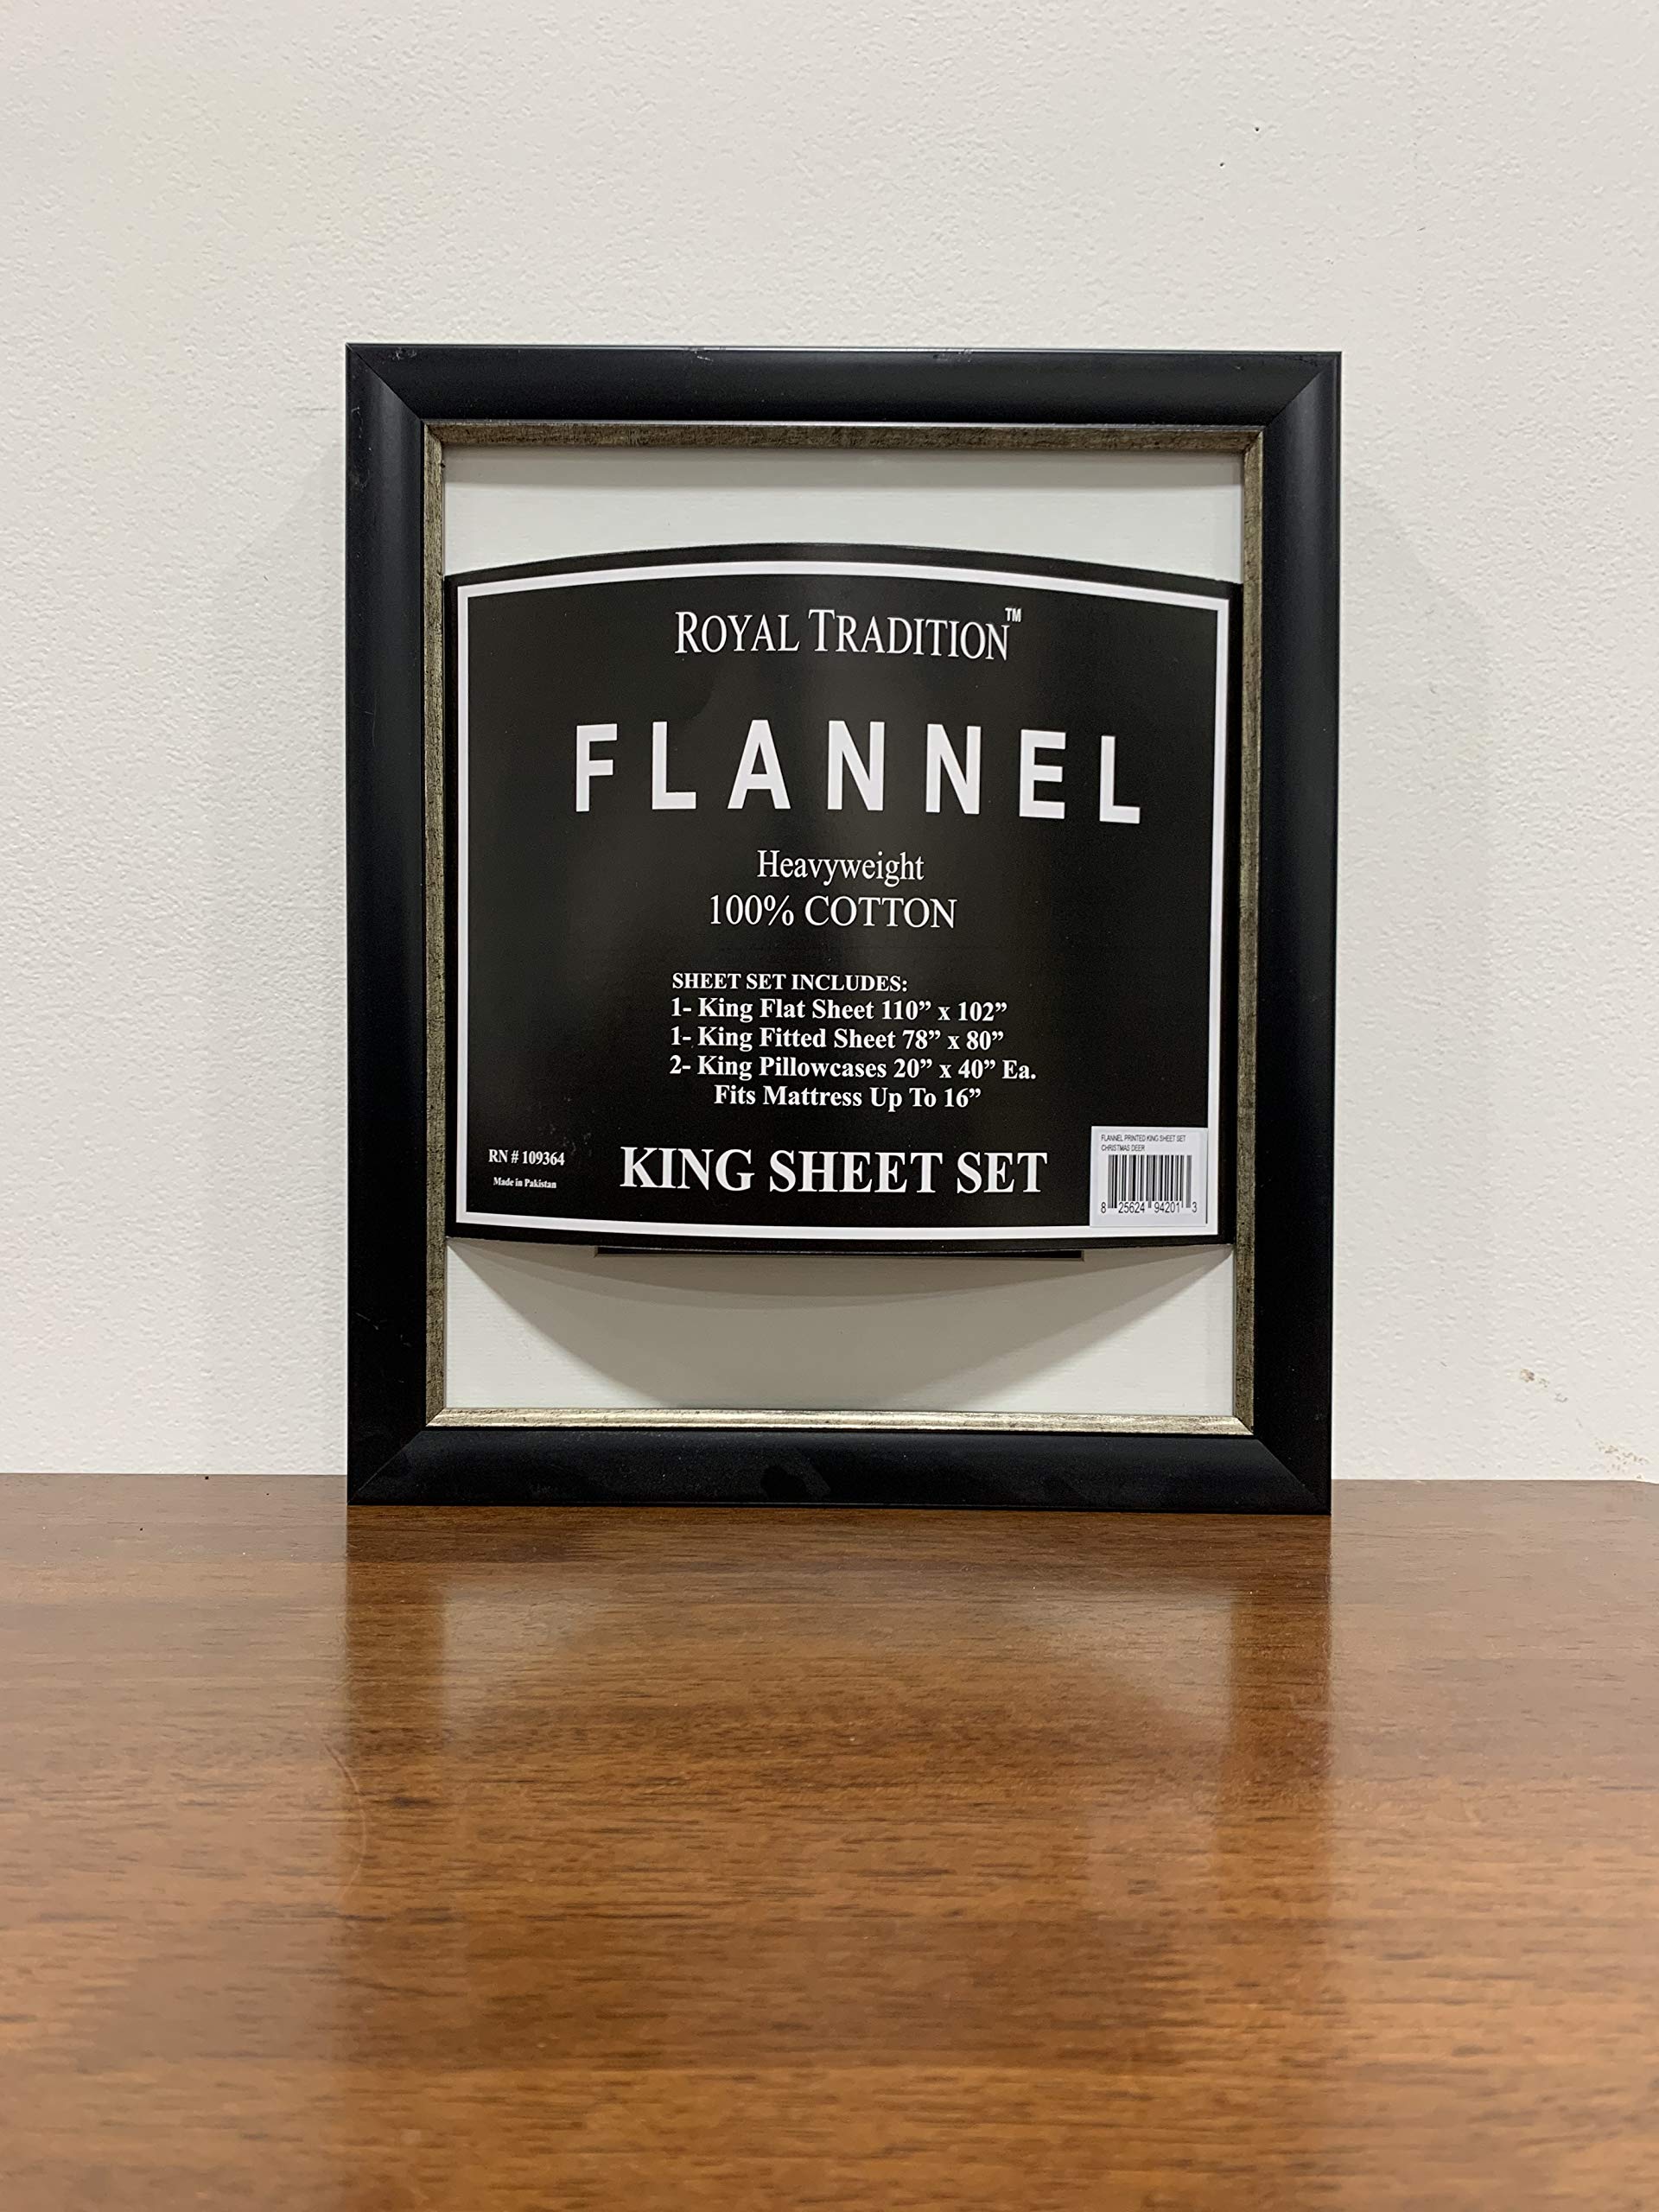 ROYAL TRADITION™
FLANNEL
Heavyweight
100% COTTON
SHEET SET INCLUDES:
1- King Flat Sheet 110” x 102”
1- King Fitted Sheet 78” x 80”
2- King Pillowcases 20” x 40” Ea.
Fits Mattress Up To 16”
RN # 109364
Made in Pakistan
KING SHEET SET
FLANNEL PRINTED KING SHEET SET
CHRISTMAS DEER
8 25624 94201 3